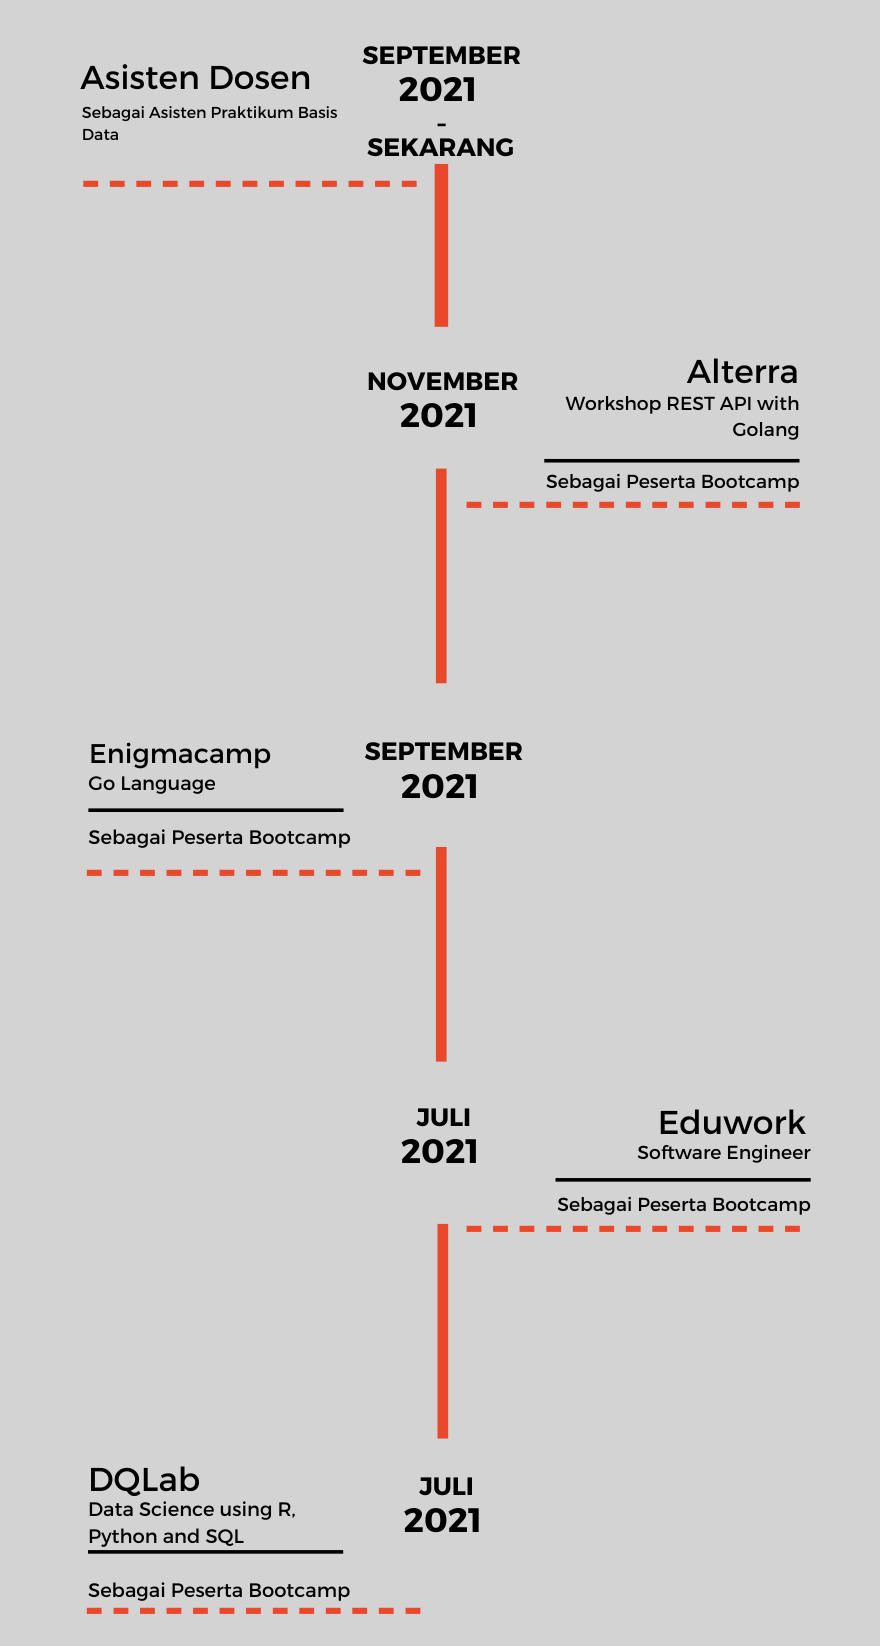 Asisten Dosen
Sebagai Asisten Praktikum Basis
Data
SEPTEMBER
2021
-
SEKARANG
NOVEMBER
2021
Alterra
Workshop REST API with
Golang
Sebagai Peserta Bootcamp
Enigmacamp
Go Language
Sebagai Peserta Bootcamp
SEPTEMBER
2021
JULI
2021
Eduwork
Software Engineer
Sebagai Peserta Bootcamp
DQLab
Data Science using R,
Python and SQL
Sebagai Peserta Bootcamp
JULI
2021